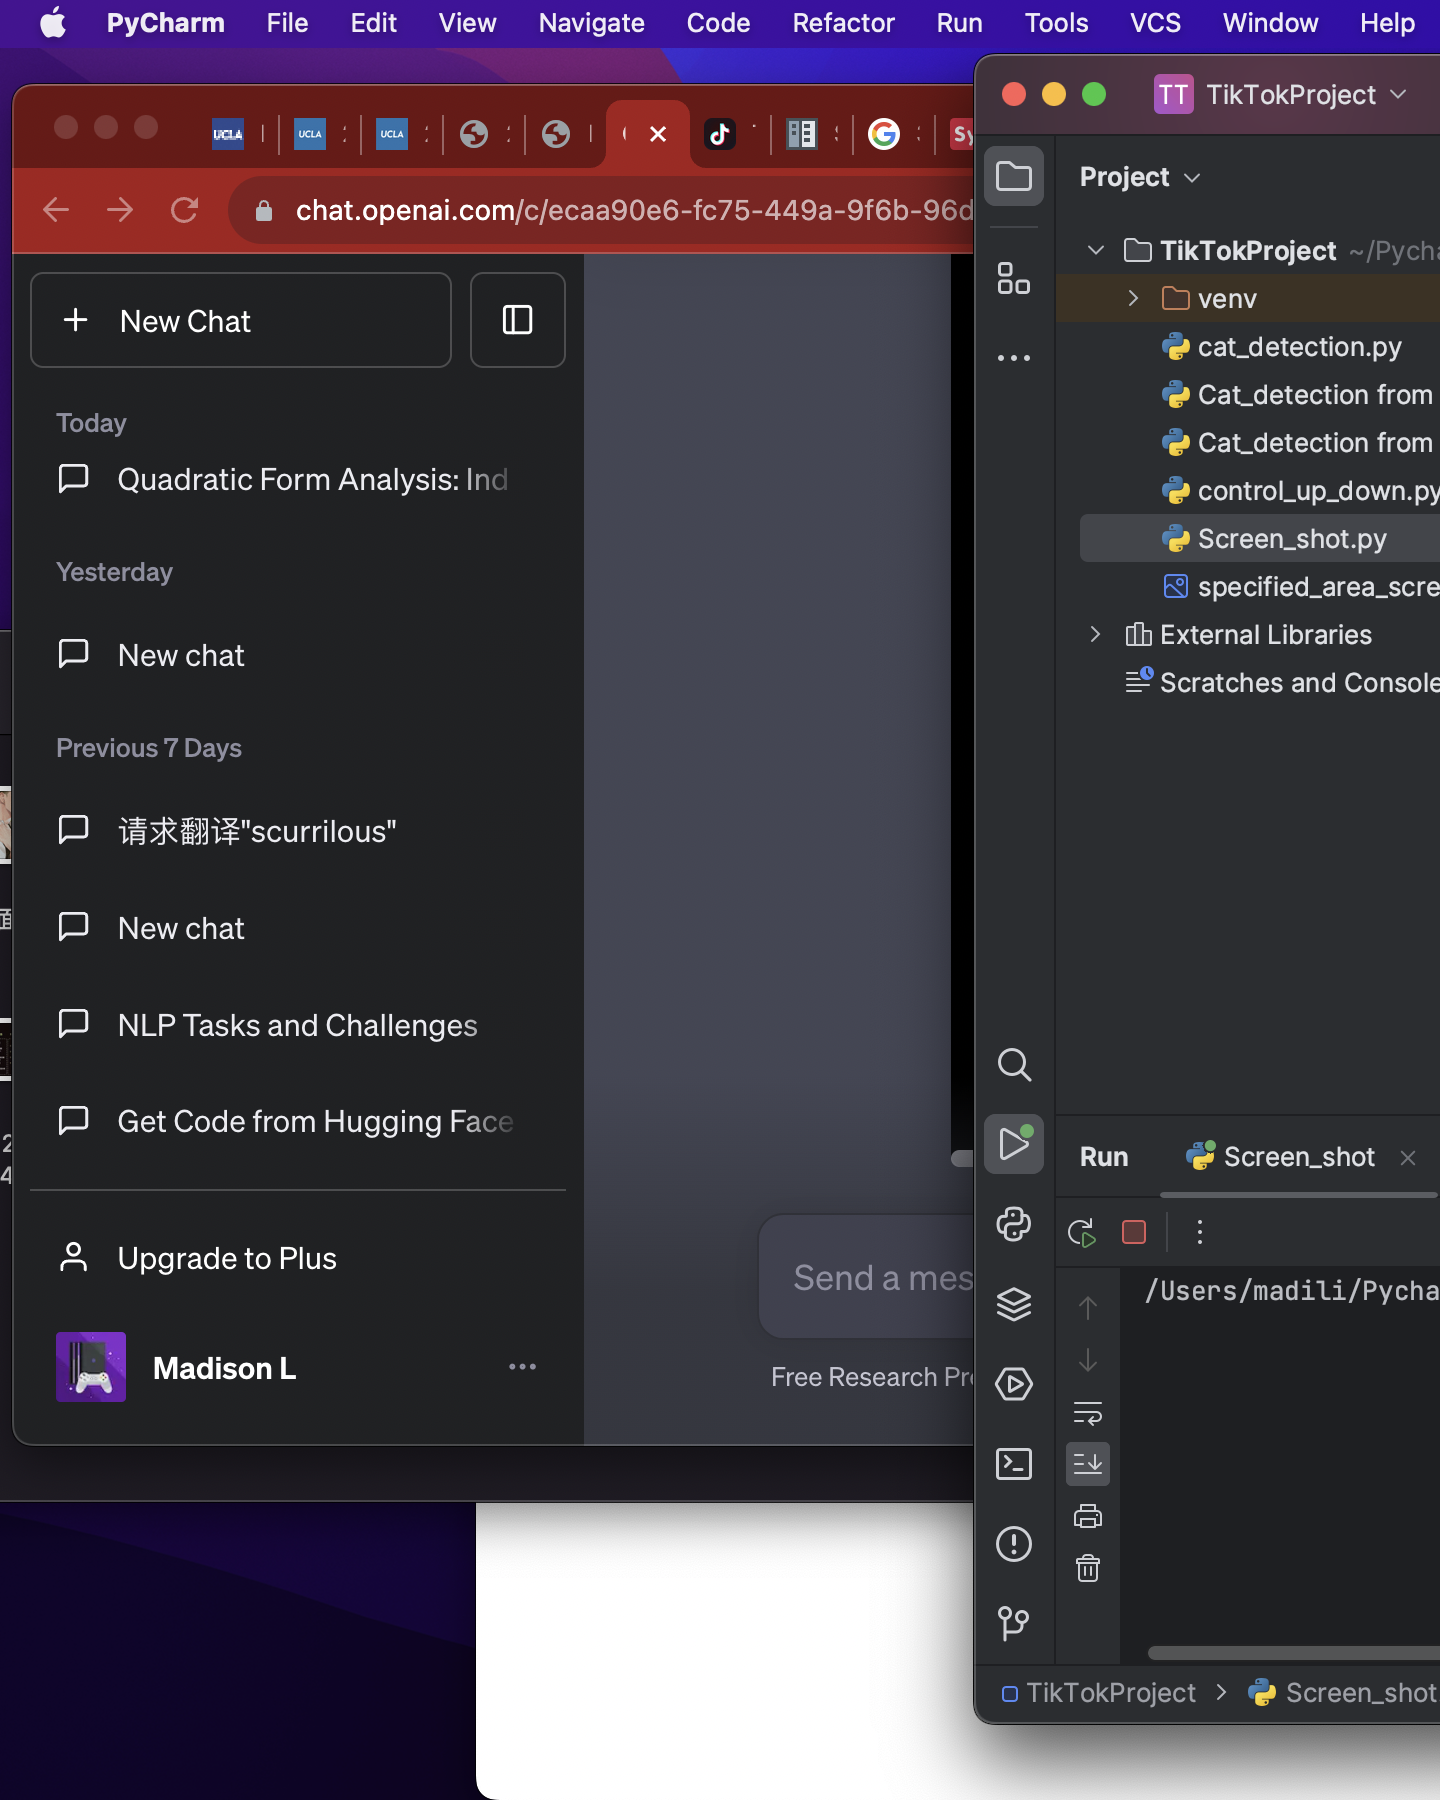 PyCharm File Edit View Navigate Code Refactor Run Tools VCS Window Help
UCLA UCLA UCLA
chat.openai.com/c/ecaa90e6-fc75-449a-9f6b-96d
New Chat
Today
Quadratic Form Analysis: Ind
Yesterday
New chat
Previous 7 Days
请求翻译"scurrilous"
New chat
NLP Tasks and Challenges
Get Code from Hugging Face
Upgrade to Plus
Madison L
Send a mes
Free Research Pr
TT TikTokProject
Project
TikTokProject ~/Pycha
venv
cat_detection.py
Cat_detection from
Cat_detection from
control_up_down.py
Screen_shot.py
specified_area_scre
External Libraries
Scratches and Console
Run Screen_shot
/Users/madili/Pycha
TikTokProject > Screen_shot